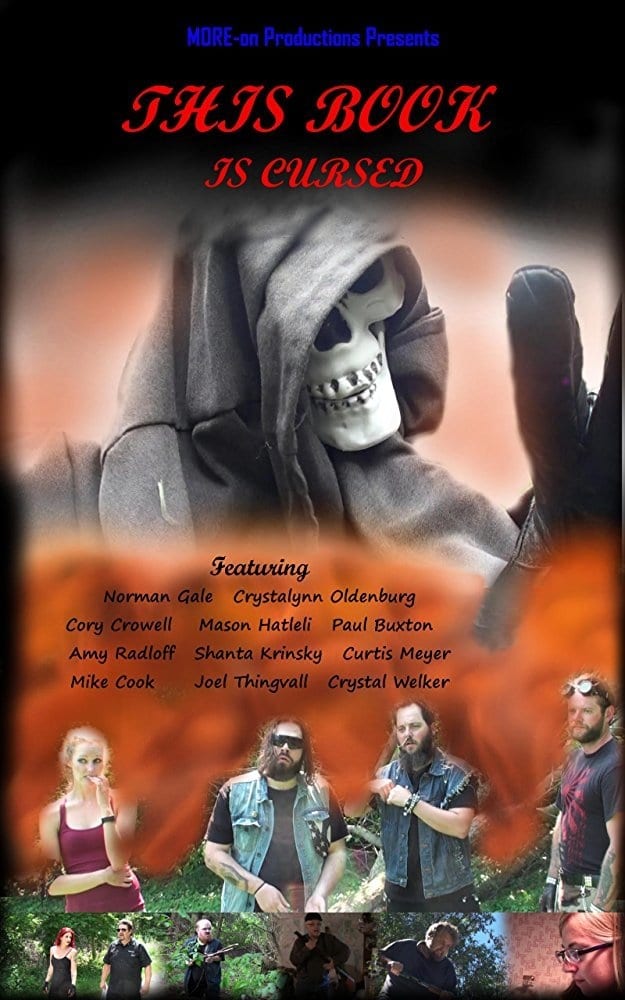 MORE-on Productions Presents
THIS BOOK
IS CURSED
Featuring
Norman Gale Crystalynn Oldenburg
Cory Crowell Mason Hatleli Paul Buxton
Amy Radloff Shanta Krinsky Curtis Meyer
Mike Cook Joel Thingvall Crystal Welker